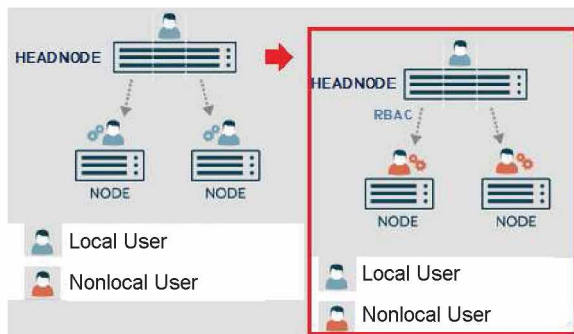 HEADNODE
NODE
NODE
Local User
Nonlocal User
HEADNODE
RBAC
NODE
NODE
Local User
Nonlocal User